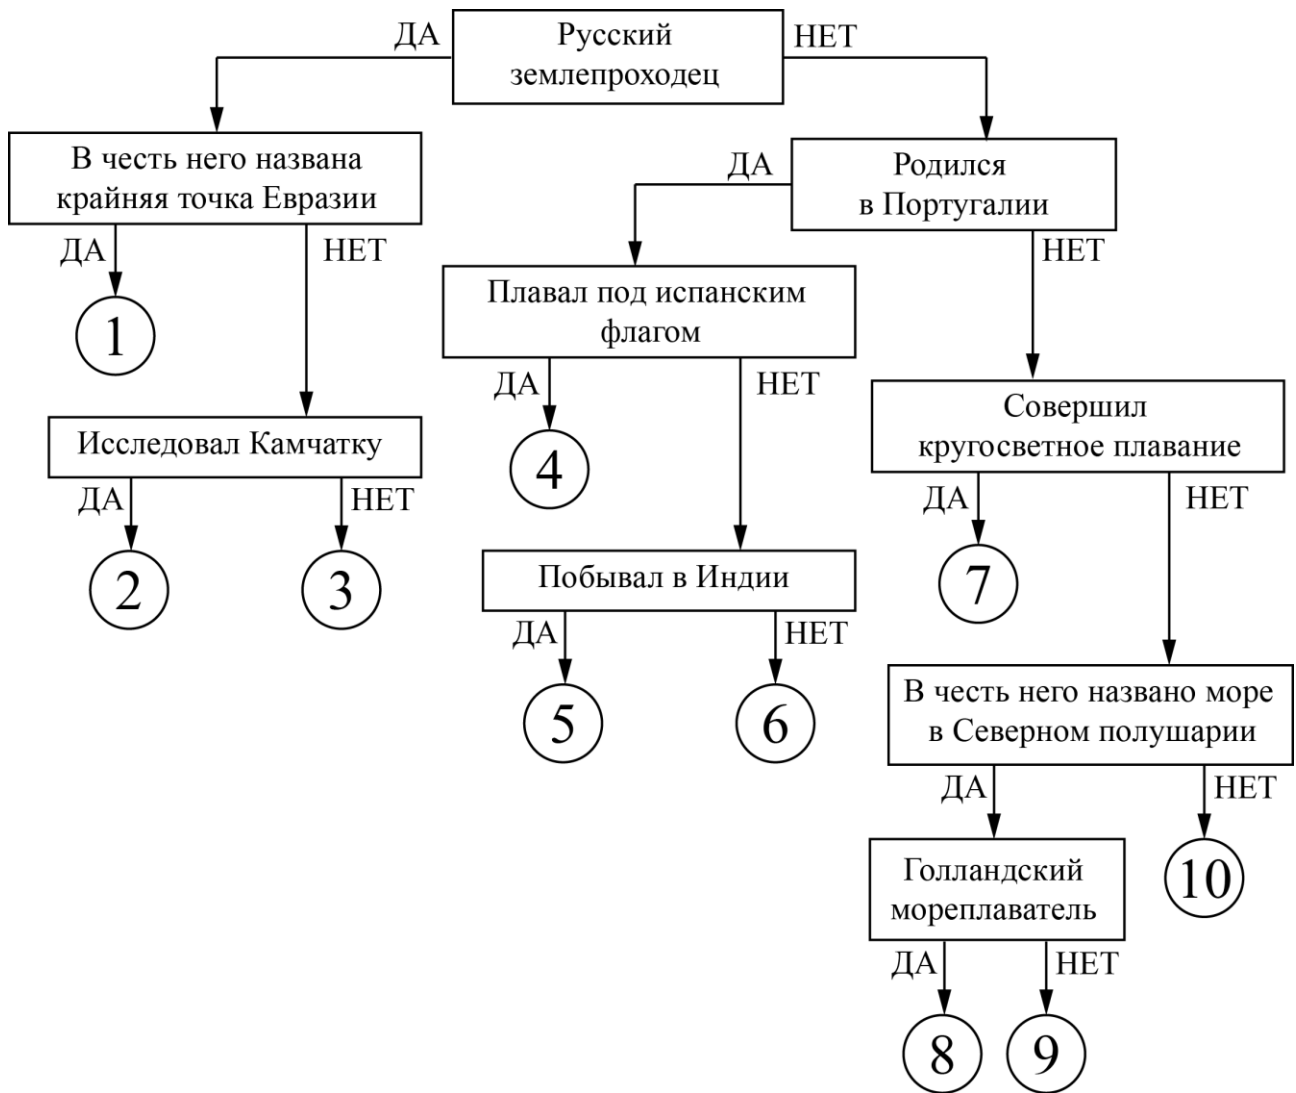 ДА
Русский
землепроходец
НЕТ
В честь него названа
крайняя точка Евразии
ДА
Родился
в Португалии
ДА
НЕТ
НЕТ
1
Плавал под испанским
флагом
ДА
НЕТ
Исследовал Камчатку
4
Совершил
кругосветное плавание
ДА
НЕТ
ДА
НЕТ
2
3
Побывал в Индии
7
ДА
НЕТ
5
6
В честь него названо море
в Северном полушарии
ДА
НЕТ
Голландский
мореплаватель
10
ДА
НЕТ
8
9